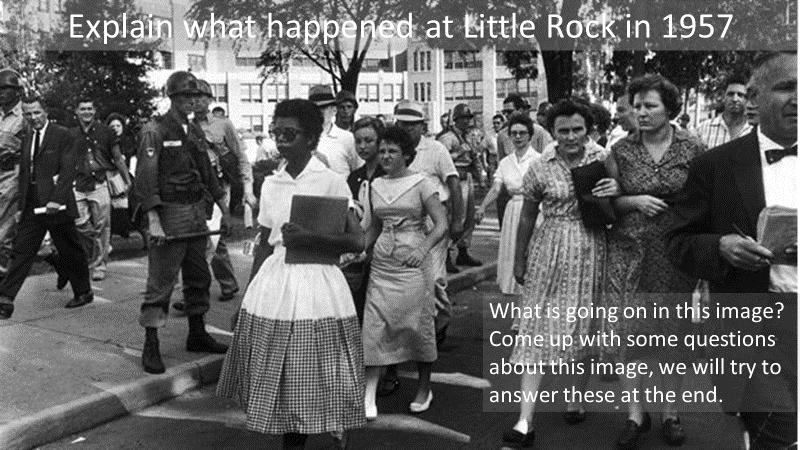 Explain what happened at Little Rock in 1957
What is going on in this image?
Come up with some questions
about this image, we will try to
answer these at the end.